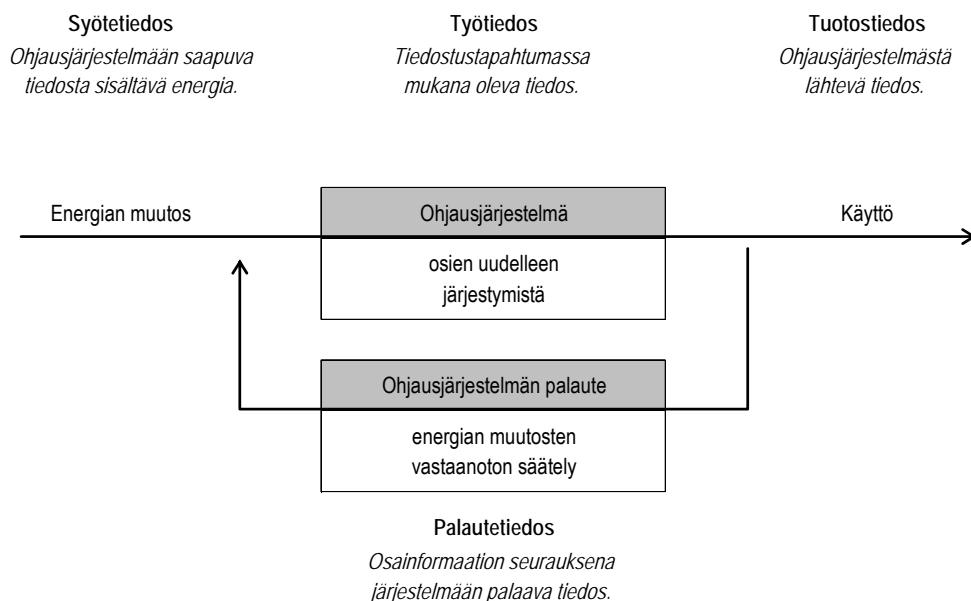 Syötetiedos
Ohjausjärjestelmään saapuva
tiedosta sisältävä energia.
Työtiedos
Tiedostustapahtumassa
mukana oleva tiedos.
Tuotostiedos
Ohjausjärjestelmästä
lähtevä tiedos.
Energian muutos
Ohjausjärjestelmä
Käyttö
osien uudelleen
järjestymistä
Ohjausjärjestelmän palaute
energian muutosten
vastaanoton säätely
Palautetiedos
Osainformaation seurauksena
järjestelmään palaava tiedos.